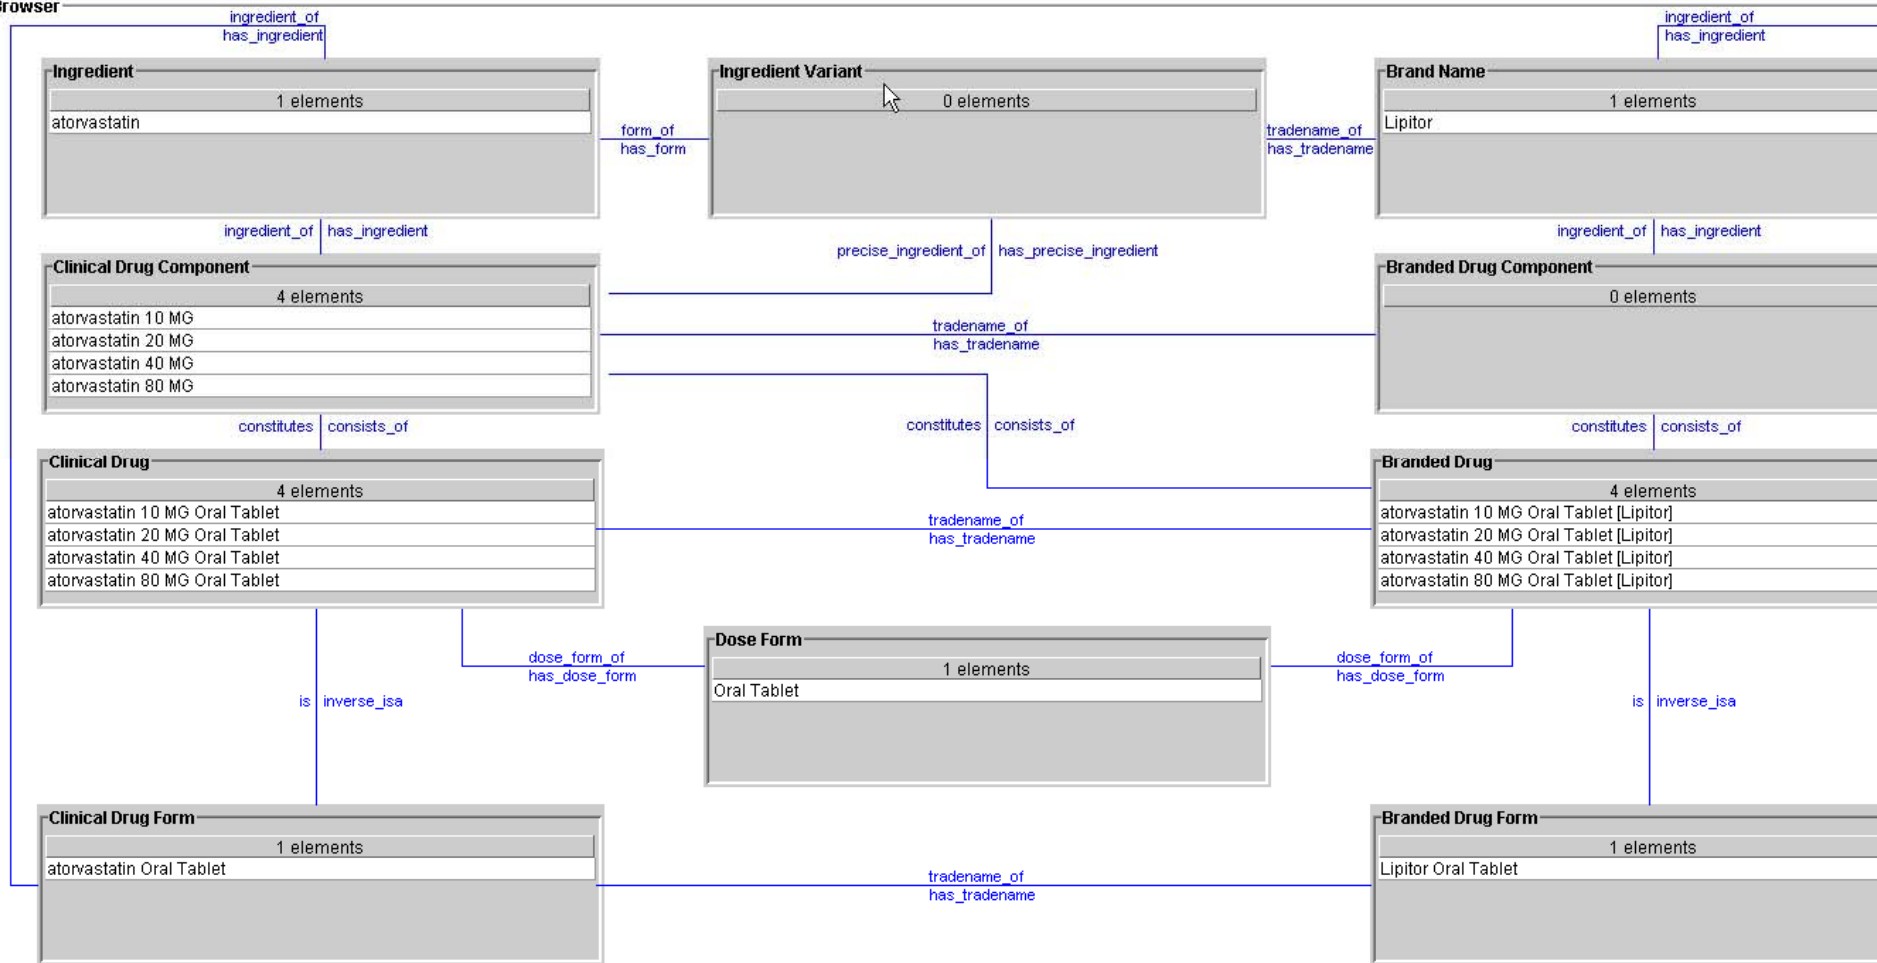 ingredient_of
has_ingredient
ingredient_of
has_ingredient
Ingredient
1 elements
atorvastatin
form_of
has_form
Ingredient Variant
0 elements
tradename_of
has_tradename
Brand Name
1 elements
Lipitor
ingredient_of has_ingredient
precise_ingredient_of has_precise_ingredient
ingredient_of has_ingredient
Clinical Drug Component
4 elements
atorvastatin 10 MG
atorvastatin 20 MG
atorvastatin 40 MG
atorvastatin 80 MG
tradename_of
has_tradename
Branded Drug Component
0 elements
constitutes consists_of
constitutes consists_of
constitutes consists_of
Clinical Drug
4 elements
atorvastatin 10 MG Oral Tablet
atorvastatin 20 MG Oral Tablet
atorvastatin 40 MG Oral Tablet
atorvastatin 80 MG Oral Tablet
tradename_of
has_tradename
Branded Drug
4 elements
atorvastatin 10 MG Oral Tablet [Lipitor]
atorvastatin 20 MG Oral Tablet [Lipitor]
atorvastatin 40 MG Oral Tablet [Lipitor]
atorvastatin 80 MG Oral Tablet [Lipitor]
dose_form_of
has_dose_form
Dose Form
1 elements
Oral Tablet
dose_form_of
has_dose_form
is inverse_isa
is inverse_isa
Clinical Drug Form
1 elements
atorvastatin Oral Tablet
tradename_of
has_tradename
Branded Drug Form
1 elements
Lipitor Oral Tablet